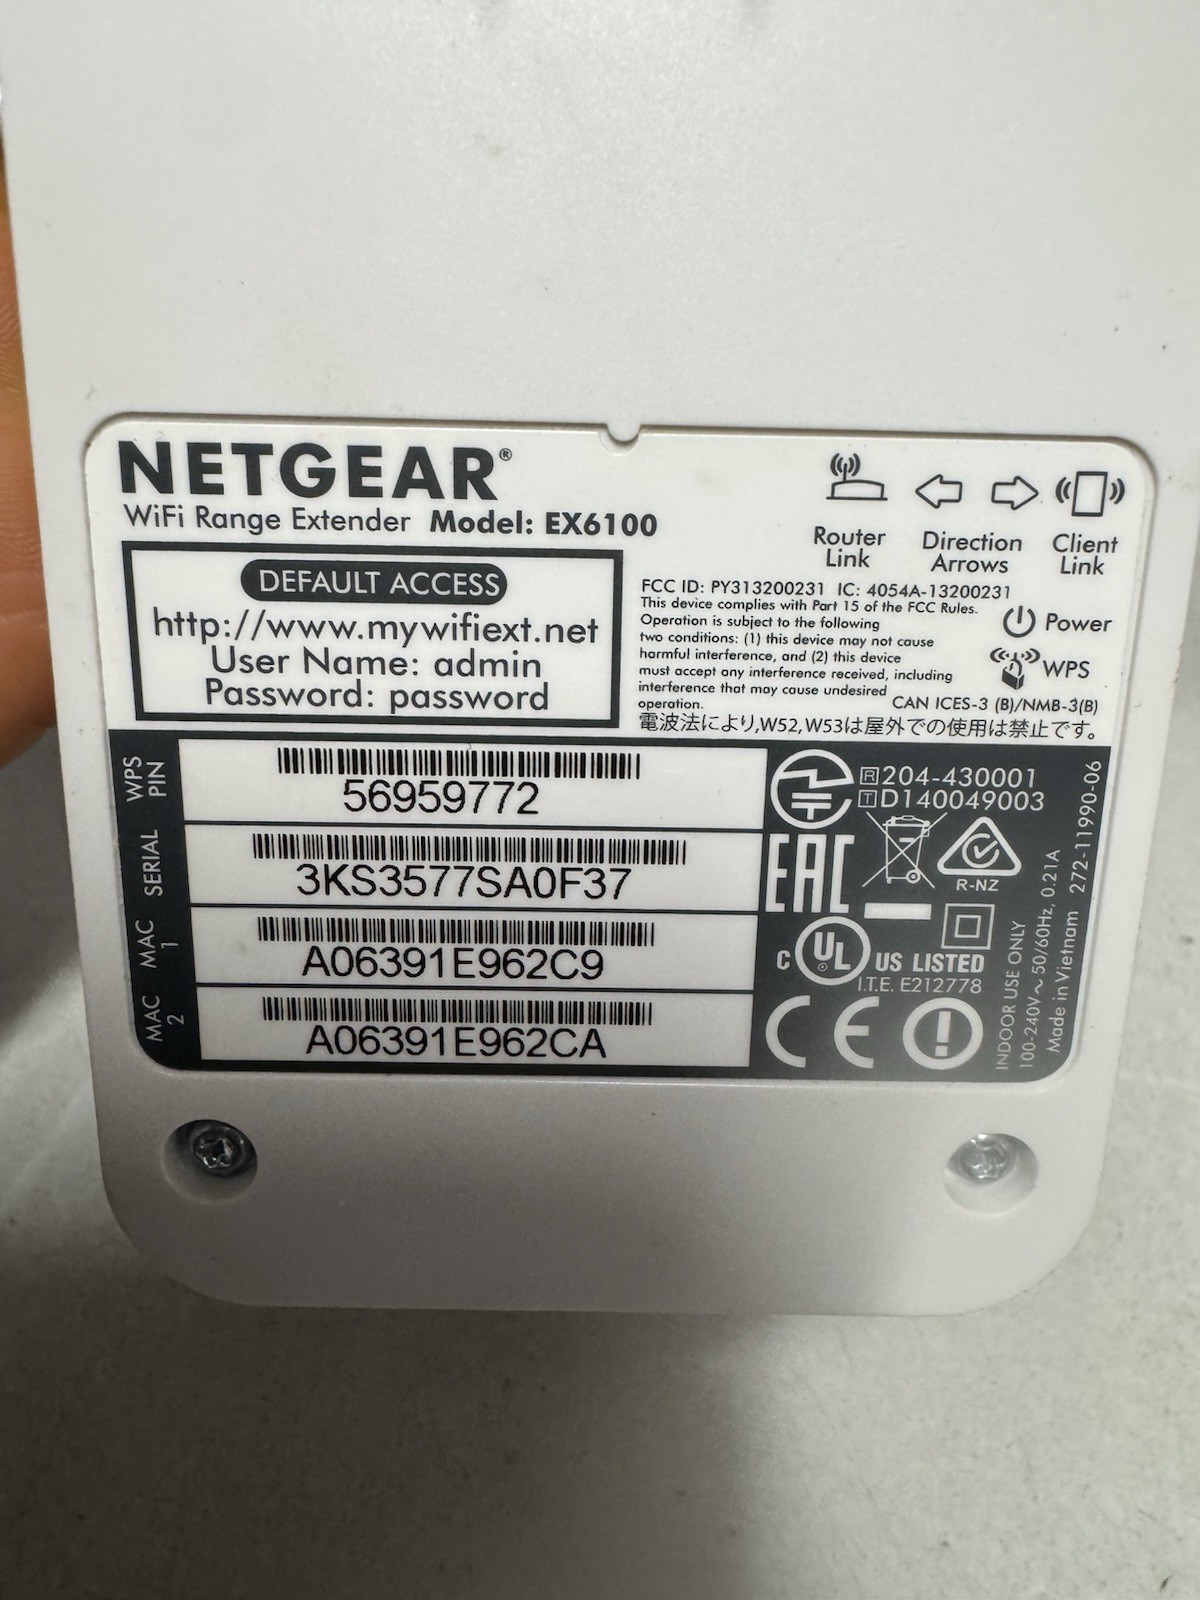 NETGEAR®
WiFi Range Extender Model: EX6100
DEFAULT ACCESS
http://www.mywifiext.net
User Name: admin
Password: password
Router Link
Direction Arrows
Client Link
FCC ID: PY313200231 IC: 4054A-13200231
This device complies with Part 15 of the FCC Rules.
Operation is subject to the following
two conditions: (1) this device may not cause
harmful interference, and (2) this device
must accept any interference received, including
interference that may cause undesired
operation.
CAN ICES-3 (B)/NMB-3(B)
電波法により,W52,W53は屋外での使用は禁止です。
Power
WPS
WPS PIN
56959772
SERIAL
3KS3577SA0F37
MAC 1
A06391E962C9
MAC 2
A06391E962CA
R 204-430001
T D140049003
EAC
R-NZ
C UL US LISTED
I.T.E. E212778
CE
INDOOR USE ONLY
100-240V~ 50/60Hz, 0.21A
Made in Vietnam 272-11990-06